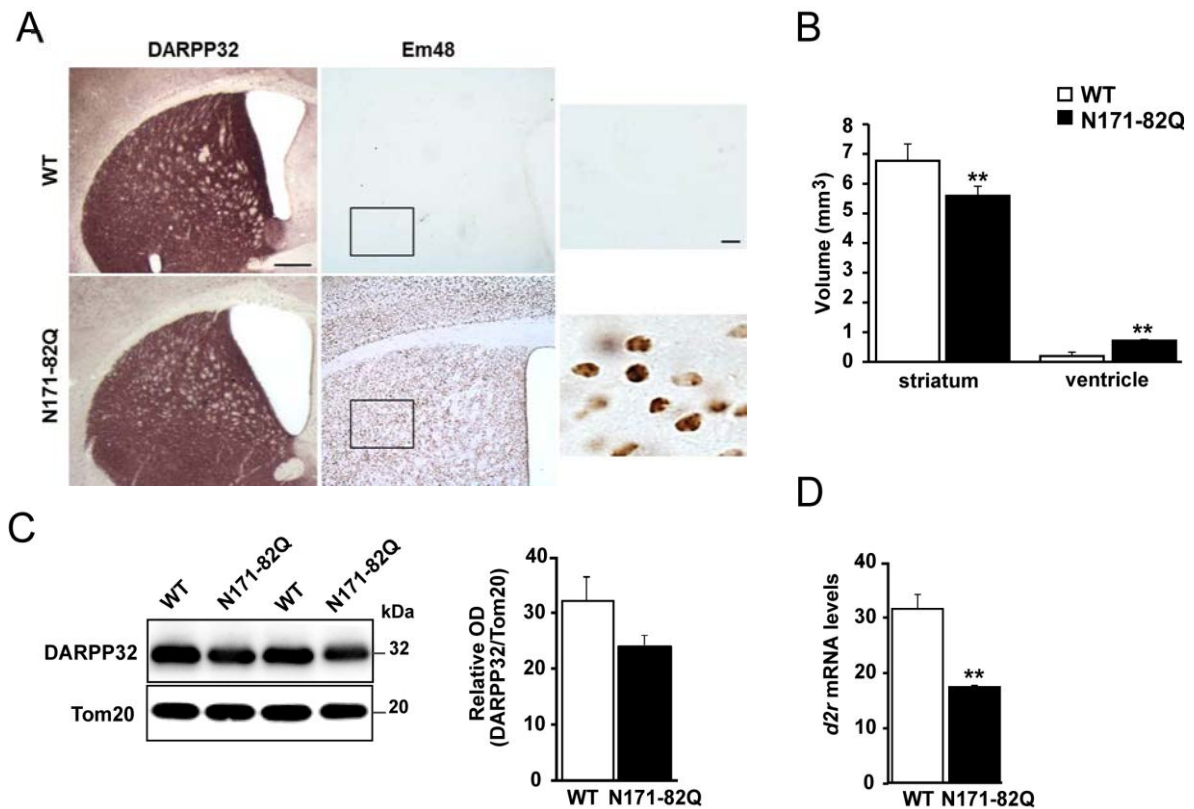 A
DARPP32
Em48
WT
N171-82Q
B
WT
N171-82Q
Volume (mm³)
8
7
6
5
4
3
2
1
0
**
**
striatum
ventricle
C
WT
N171-82Q
WT
N171-82Q
kDa
DARPP32
32
Tom20
20
Relative OD
(DARPP32/Tom20)
40
30
20
10
0
WT N171-82Q
D
d2r mRNA levels
40
30
20
10
0
**
WT N171-82Q